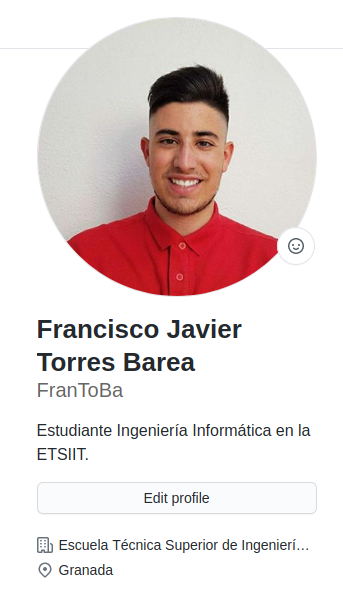 Francisco Javier
Torres Barea
FranToBa
Estudiante Ingeniería Informática en la
ETSIIT.
Edit profile
Escuela Técnica Superior de Ingenierí…
Granada